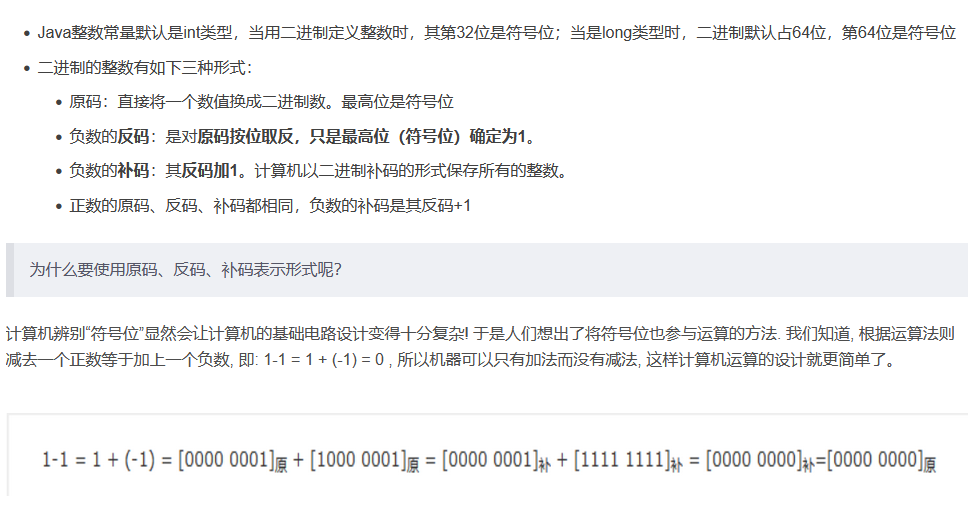 Java整数常量默认是int类型，当用二进制定义整数时，其第32位是符号位；当是long类型时，二进制默认占64位，第64位是符号位
二进制的整数有如下三种形式：
原码：直接将一个数值换成二进制数。最高位是符号位
负数的反码：是对原码按位取反，只是最高位（符号位）确定为1。
负数的补码：其反码加1。计算机以二进制补码的形式保存所有的整数。
正数的原码、反码、补码都相同，负数的补码是其反码+1
为什么要使用原码、反码、补码表示形式呢?
计算机辨别“符号位”显然会让计算机的基础电路设计变得十分复杂! 于是人们想出了将符号位也参与运算的方法. 我们知道, 根据运算法则
减去一个正数等于加上一个负数, 即: 1-1 = 1 + (-1) = 0 , 所以机器可以只有加法而没有减法, 这样计算机运算的设计就更简单了。
1-1 = 1 + (-1) = [0000 0001]原 + [1000 0001]原 = [0000 0001]补 + [1111 1111]补 = [0000 0000]补=[0000 0000]原